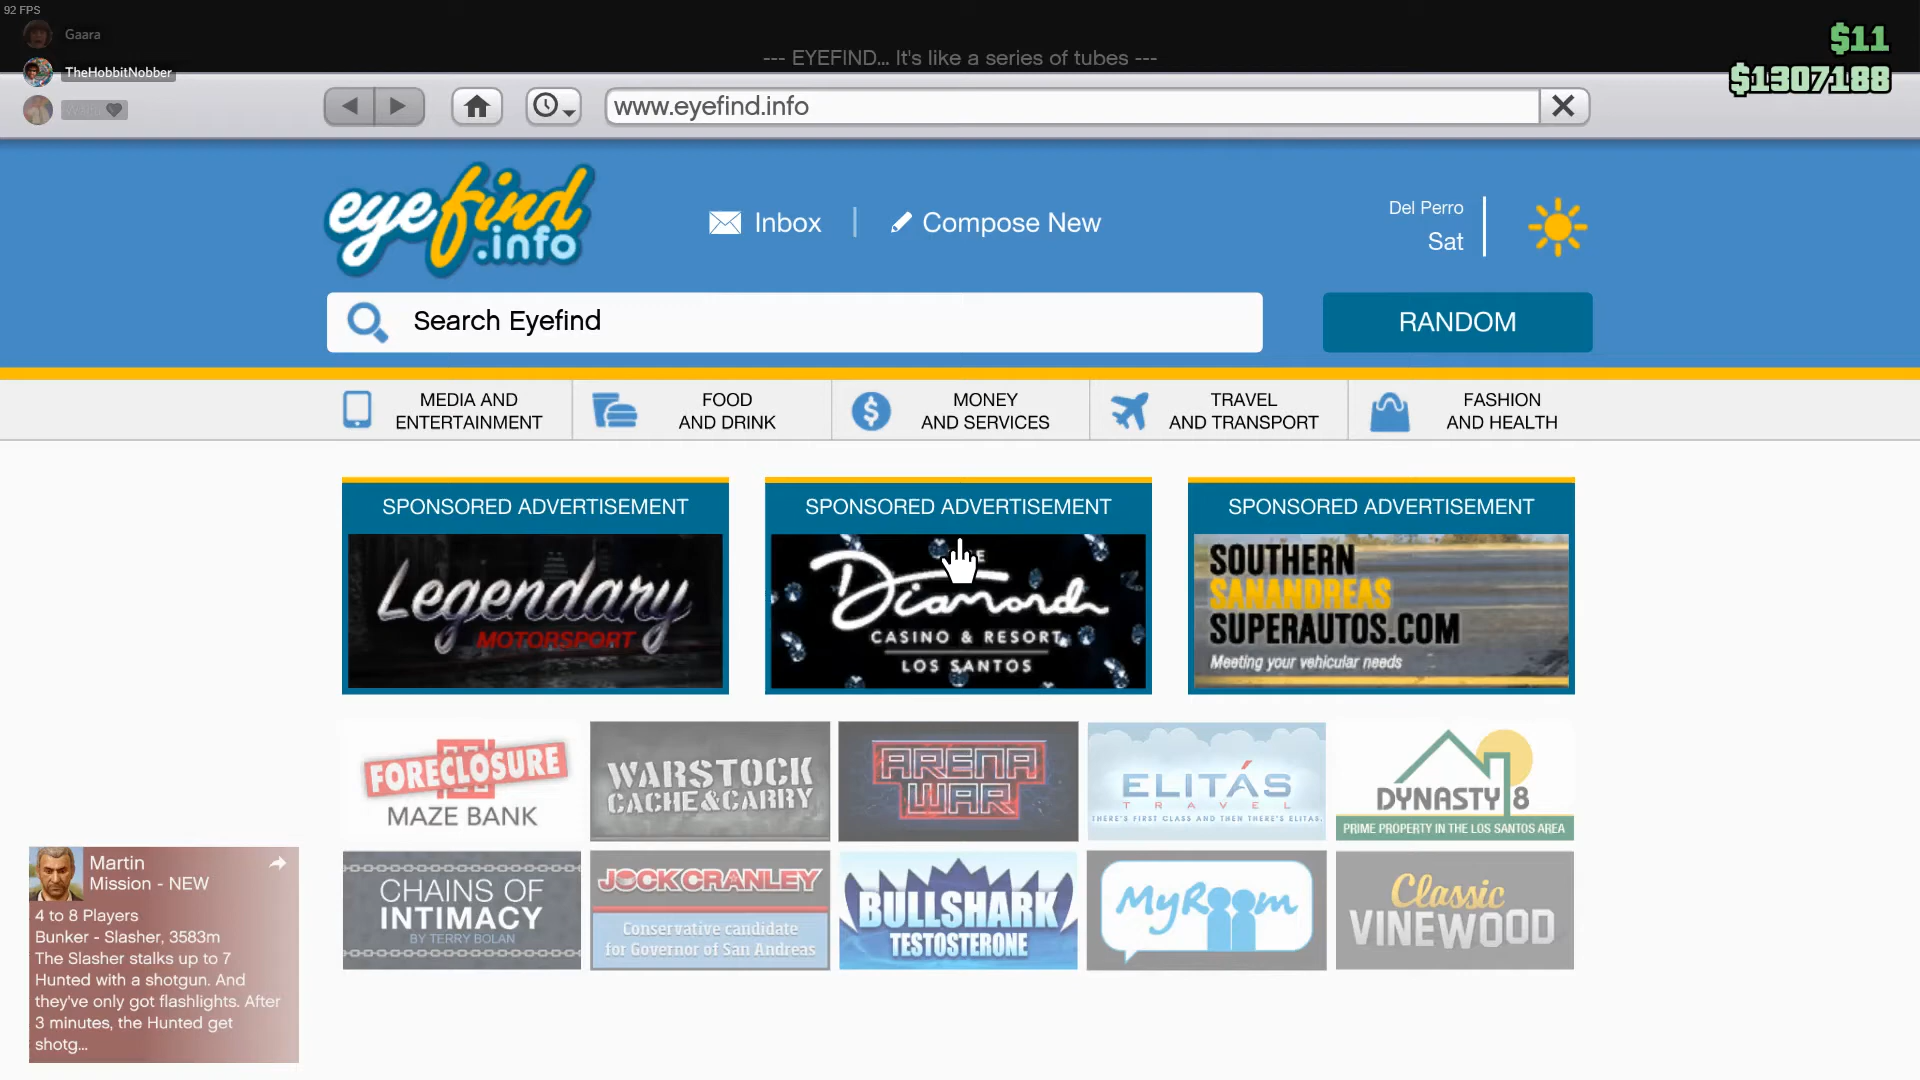 92 FPS
Gaara
--- EYEFIND... It's like a series of tubes ---
$11
TheHobbitNobber
$1307188
www.eyefind.info
eyefind
.info
Inbox
Compose New
Del Perro
Sat
Search Eyefind
RANDOM
MEDIA AND
ENTERTAINMENT
FOOD
AND DRINK
MONEY
AND SERVICES
TRAVEL
AND TRANSPORT
FASHION
AND HEALTH
SPONSORED ADVERTISEMENT
Legendary
MOTORSPORT
SPONSORED ADVERTISEMENT
Diamond
CASINO & RESORT
LOS SANTOS
SPONSORED ADVERTISEMENT
SOUTHERN
SANANDREAS
SUPERAUTOS.COM
Meeting your vehicular needs
FORECLOSURE
MAZE BANK
WARSTOCK
CACHE&CARRY
ARENA
WAR
ELITÁS
TRAVEL
THERE'S FIRST CLASS AND THEN THERE'S ELITAS.
DYNASTY 8
PRIME PROPERTY IN THE LOS SANTOS AREA
CHAINS OF
INTIMACY
BY TERRY BOLAN
JOCK CRANLEY
Conservative candidate
for Governor of San Andreas
BULLSHARK
TESTOSTERONE
MyRoom
Classic
VINEWOOD
Martin
Mission - NEW
4 to 8 Players
Bunker - Slasher, 3583m
The Slasher stalks up to 7
Hunted with a shotgun. And
they've only got flashlights. After
3 minutes, the Hunted get
shotg...